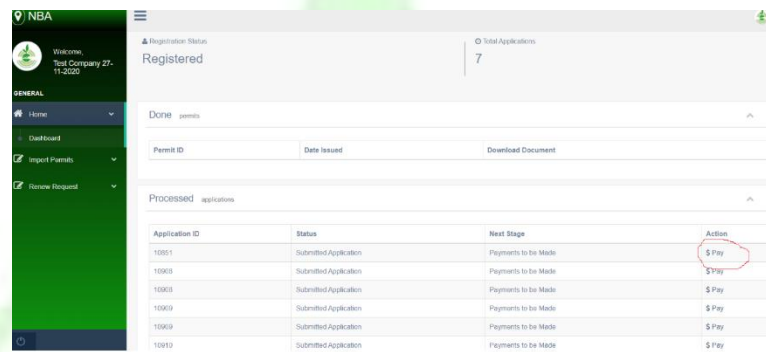 NBA
Welcome,
Test Company 27-
11-2020
GENERAL
Home
Dashboard
Import Permits
Renew Request
Registration Status
Registered
Total Applications
7
Done permits
Permit ID Date Issued Download Document
Processed applications
Application ID Status Next Stage Action
10851 Submitted Application Payments to be Made $ Pay
Submitted Application Payments to be Made $ Pay
Submitted Application Payments to be Made $ Pay
10909 Submitted Application Payments to be Made $ Pay
10909 Submitted Application Payments to be Made $ Pay
10910 Submitted Application Payments to be Made $ Pay